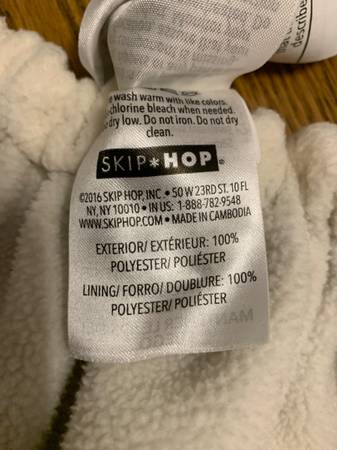 wash warm with like colors.
chlorine bleach when needed.
dry low. Do not iron. Do not dry
clean.
SKIP*HOP®
©2016 SKIP HOP, INC. • 50 W 23RD ST. 10 FL
NY, NY 10010 • IN US: 1-888-782-9548
WWW.SKIPHOP.COM • MADE IN CAMBODIA
EXTERIOR/ EXTÉRIEUR: 100%
POLYESTER/ POLIÉSTER
LINING/ FORRO/ DOUBLURE: 100%
POLYESTER/ POLIÉSTER
describe